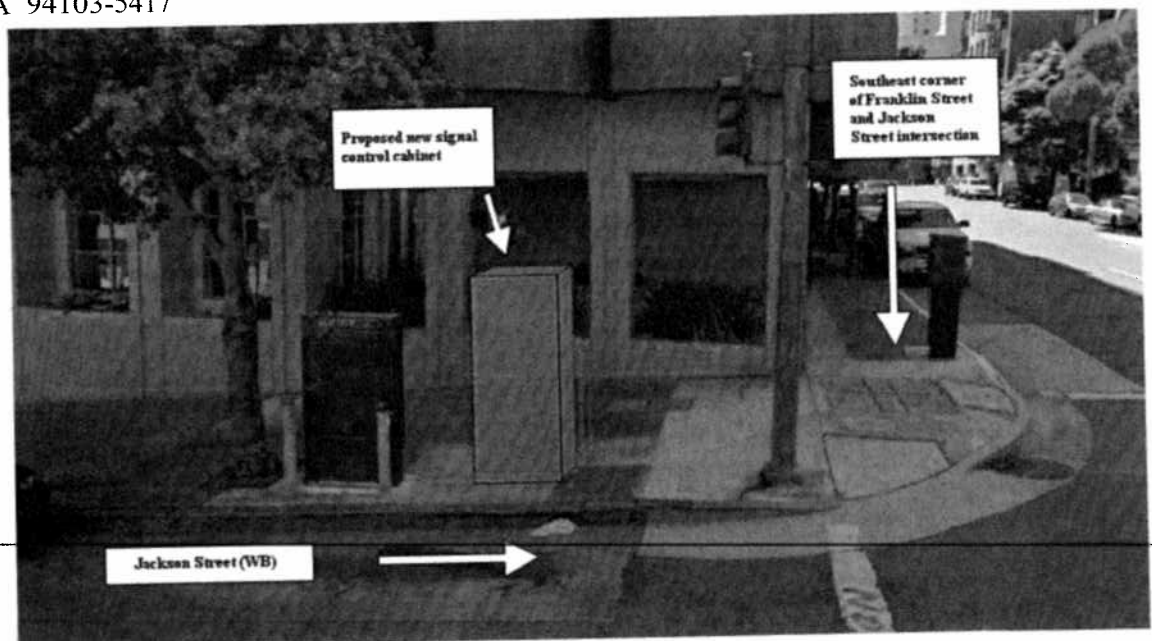 A 94103-5417
Proposed new signal
control cabinet
Southeast corner
of Franklin Street
and Jackson
Street intersection
Jackson Street (WB)